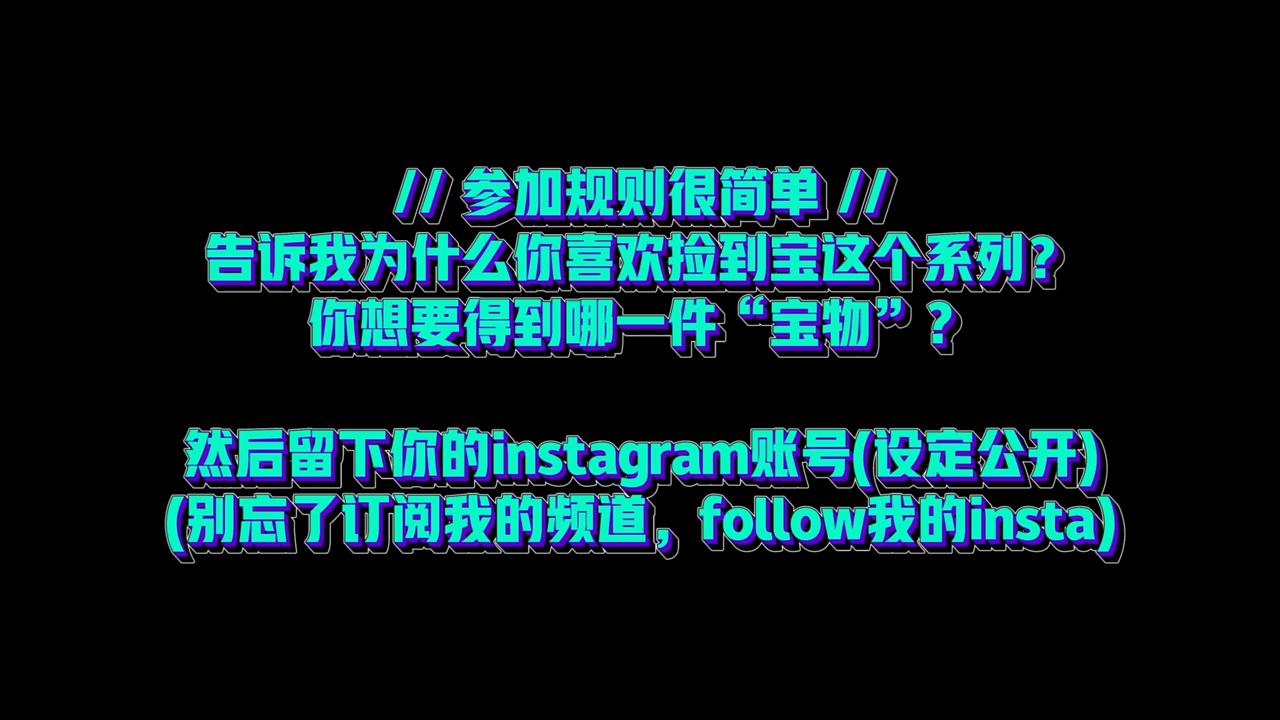 // 参加规则很简单 //
告诉我为什么你喜欢捡到宝这个系列?
你想要得到哪一件“宝物”?
然后留下你的instagram账号(设定公开)
(别忘了订阅我的频道，follow我的insta)